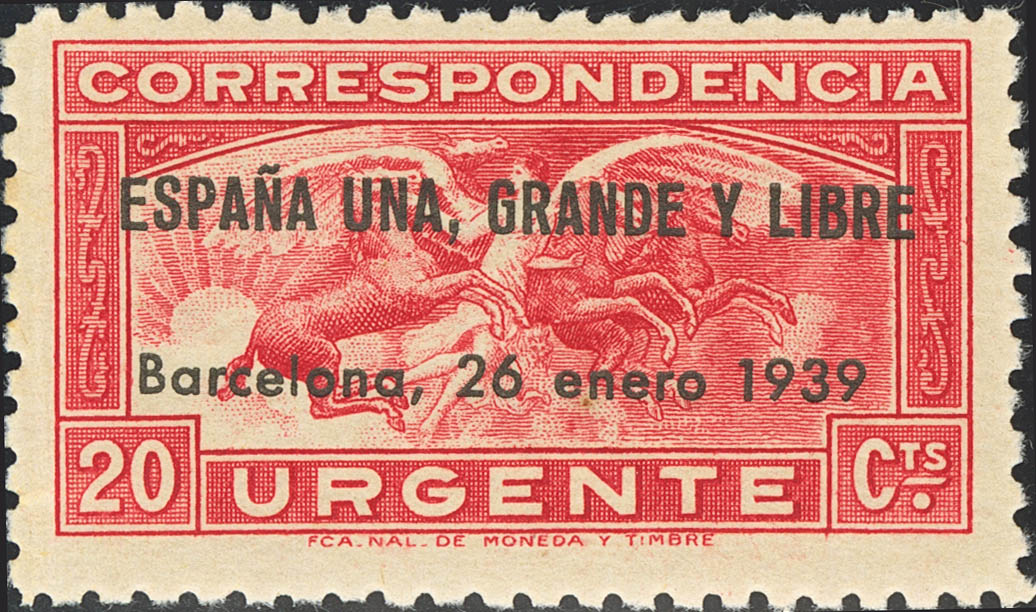 CORRESPONDENCIA
ESPAÑA UNA, GRANDE Y LIBRE
Barcelona, 26 enero 1939
20 CTS.
URGENTE
FCA. NAL. DE MONEDA Y TIMBRE